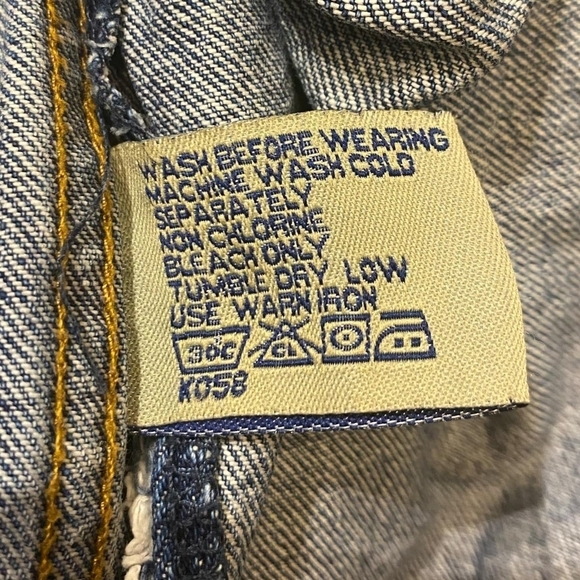 WASH BEFORE WEARING
MACHINE WASH COLD
SEPARATELY
NON CHLORINE
BLEACH ONLY
TUMBLE DRY LOW
USE WARN IRON
30C CL
K058